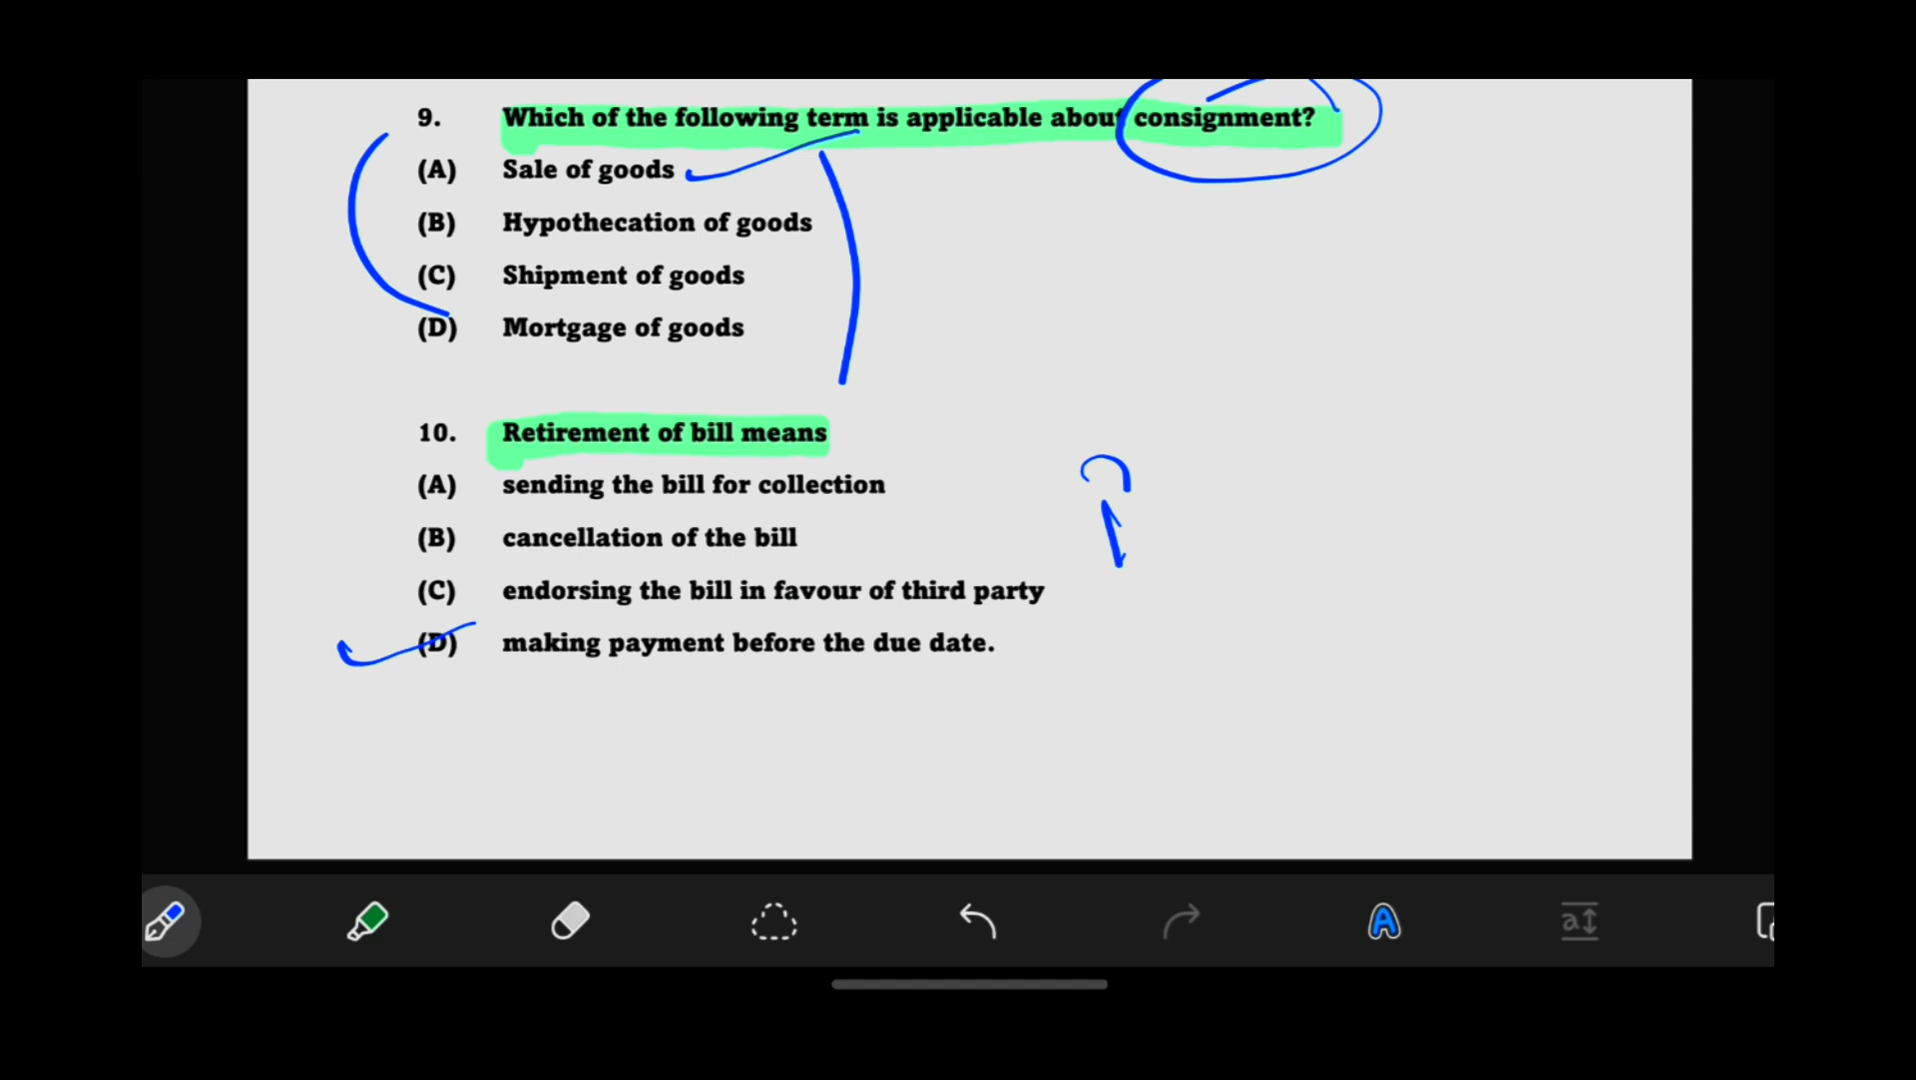 9. Which of the following term is applicable about consignment?
(A) Sale of goods
(B) Hypothecation of goods
(C) Shipment of goods
(D) Mortgage of goods
10. Retirement of bill means
(A) sending the bill for collection
(B) cancellation of the bill
(C) endorsing the bill in favour of third party
(D) making payment before the due date.
A
a